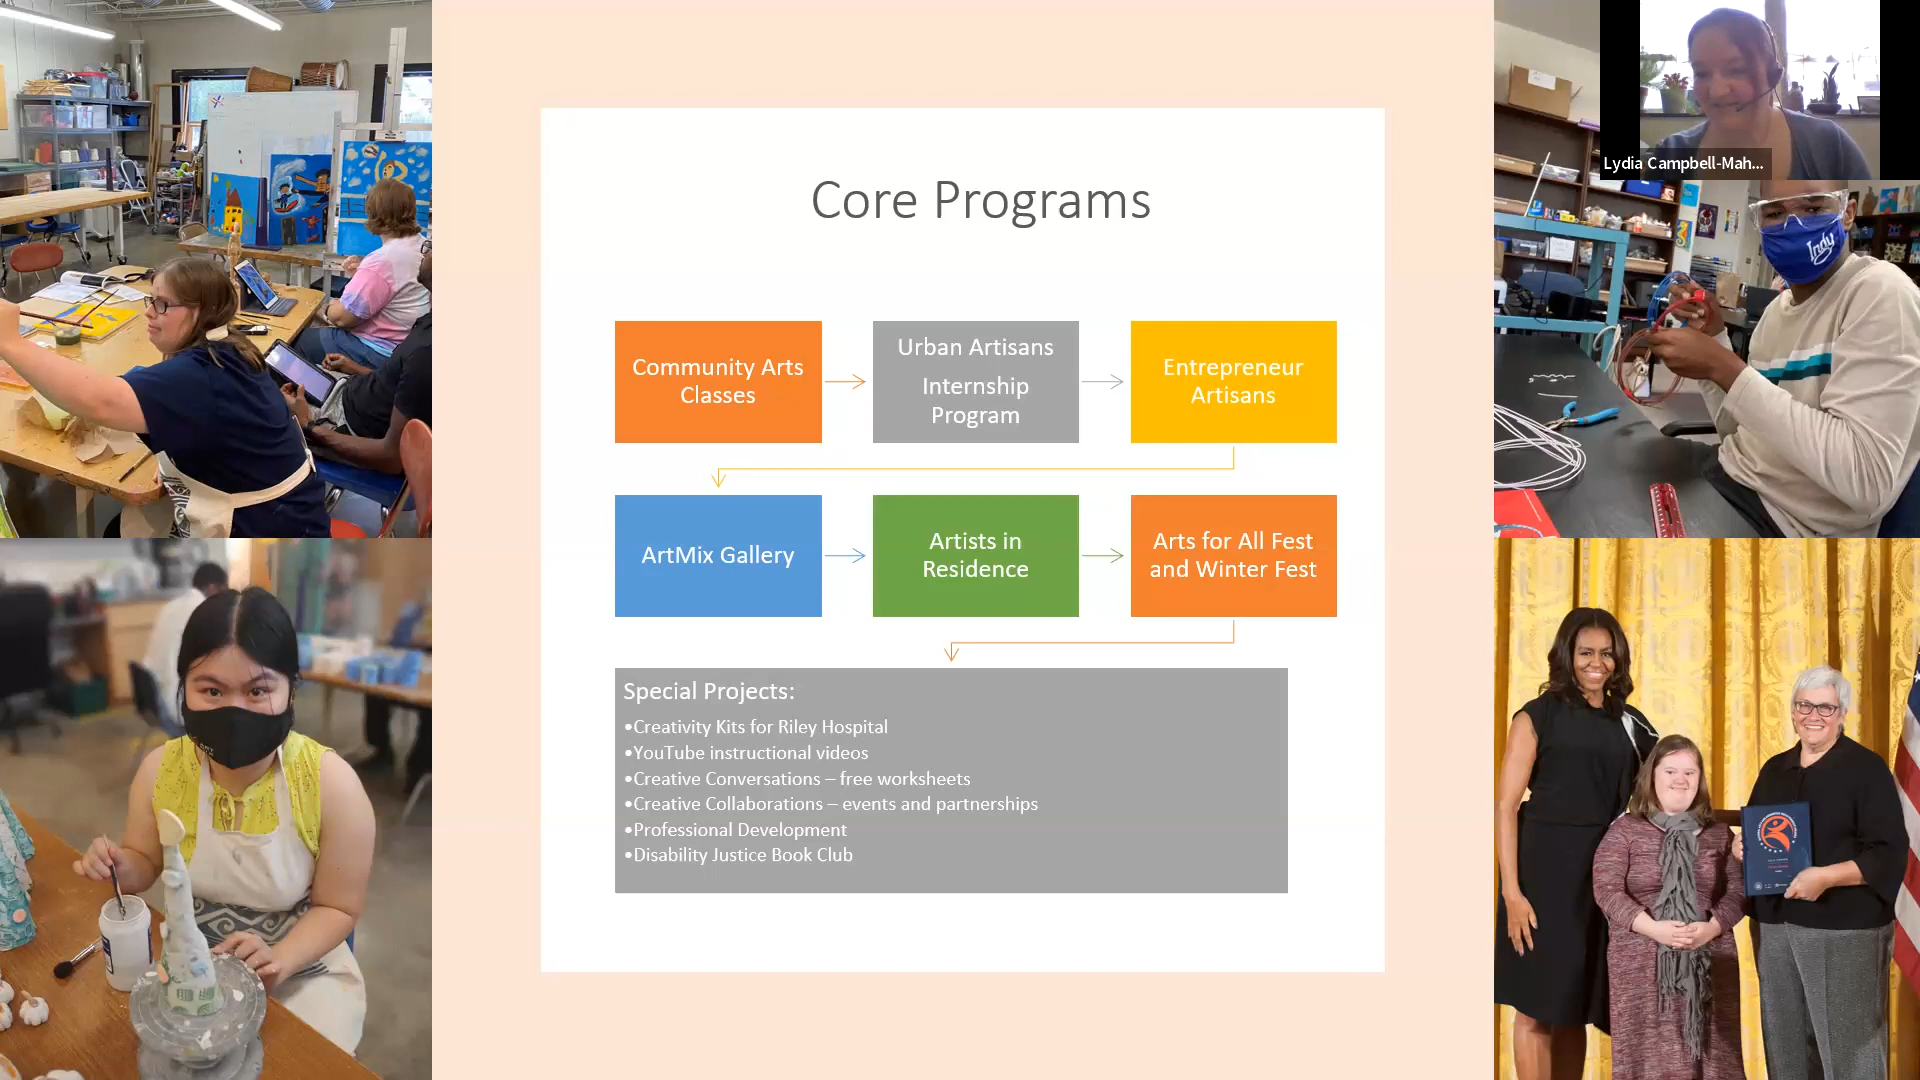 Core Programs
Community Arts
Classes
Urban Artisans
Internship
Program
Entrepreneur
Artisans
ArtMix Gallery
Artists in
Residence
Arts for All Fest
and Winter Fest
Special Projects:
•Creativity Kits for Riley Hospital
•YouTube instructional videos
•Creative Conversations – free worksheets
•Creative Collaborations – events and partnerships
•Professional Development
•Disability Justice Book Club
Lydia Campbell-Mah...
Indy